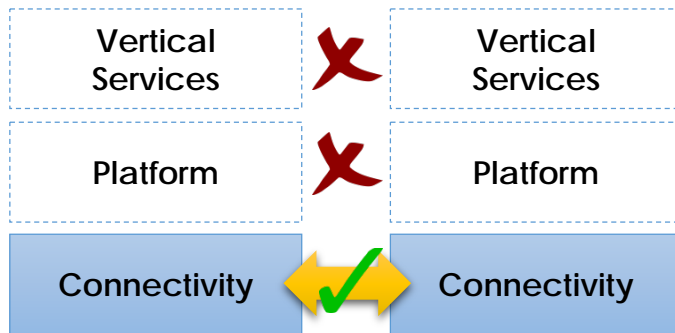 Vertical
Services
Vertical
Services
Platform
Platform
Connectivity
Connectivity